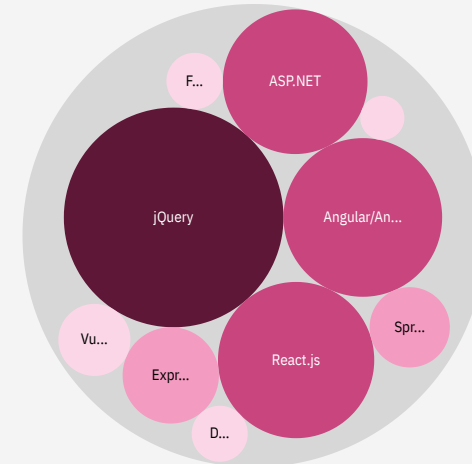 F...
ASP.NET
jQuery
Angular/An...
Vu...
Expr...
React.js
Spr...
D...